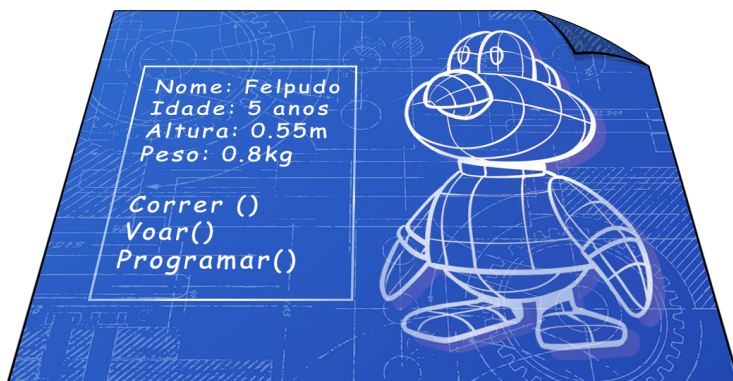 Nome: Felpudo
Idade: 5 anos
Altura: 0.55m
Peso: 0.8kg
Correr ()
Voar()
Programar()